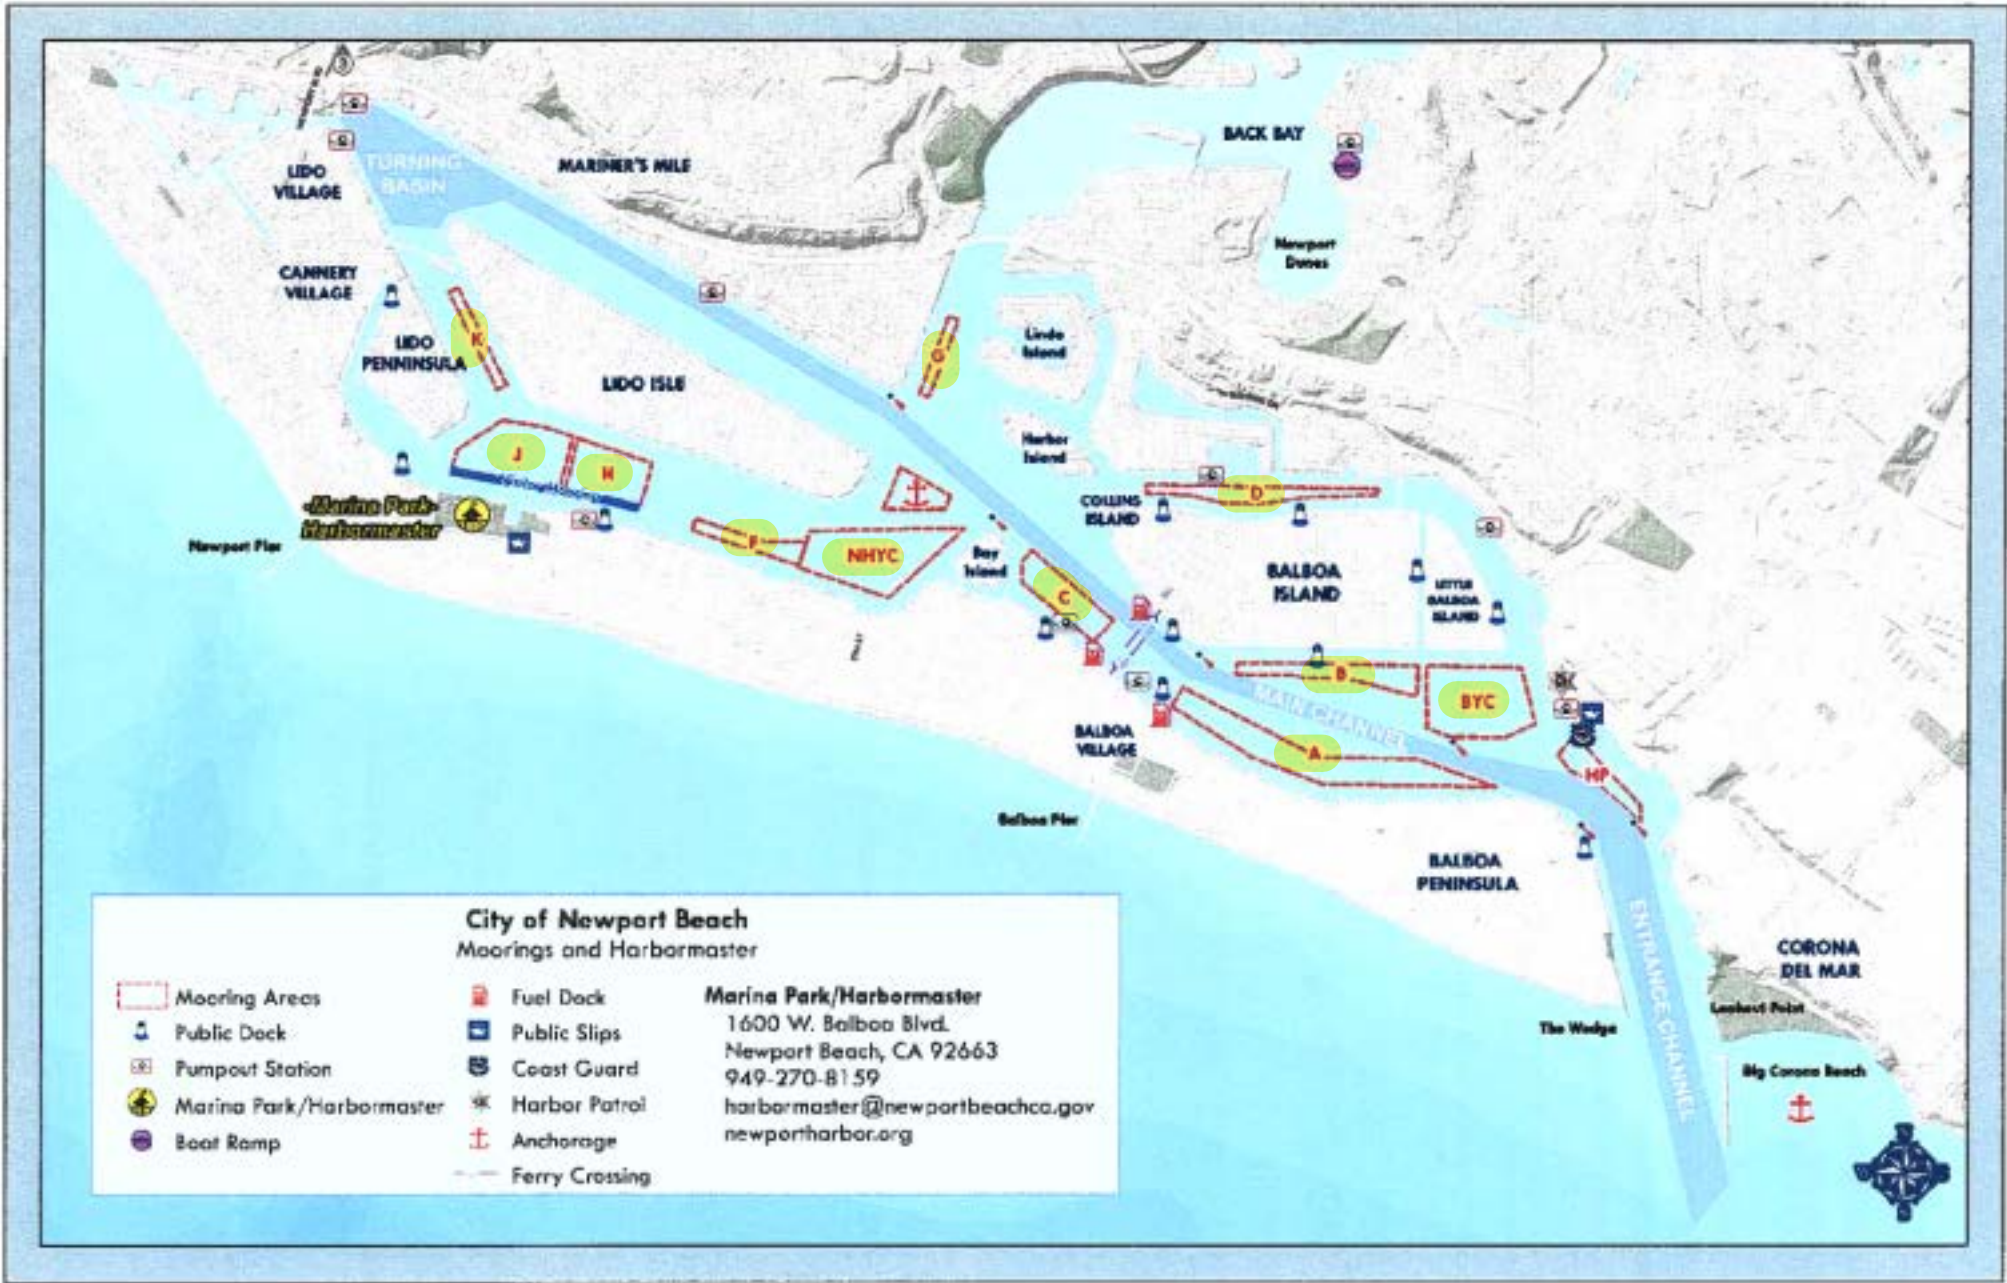 3
TURNING
BASIN
LIDO
VILLAGE
MARINER'S MILE
BACK BAY
Newport
Dunes
CANNERY
VILLAGE
K
LIDO
PENNINSULA
LIDO ISLE
G
Linda
Island
Harbor
Island
J
H
-Marina Park-
Harbormaster
Newport Pier
F
NHYC
Bay
Island
C
COLLINS
ISLAND
D
BALBOA
ISLAND
LITTLE
BALBOA
ISLAND
B
BYC
MAIN CHANNEL
A
HP
BALBOA
VILLAGE
Balboa Pier
BALBOA
PENINSULA
ENTRANCE CHANNEL
CORONA
DEL MAR
Lookout Point
The Wedge
Big Corona Beach
City of Newport Beach
Moorings and Harbormaster
Mooring Areas
Public Dock
Pumpout Station
Marina Park/Harbormaster
Boat Ramp
Fuel Dock
Public Slips
Coast Guard
Harbor Patrol
Anchorage
Ferry Crossing
Marina Park/Harbormaster
1600 W. Balboa Blvd.
Newport Beach, CA 92663
949-270-8159
harbormaster@newportbeachca.gov
newportharbor.org